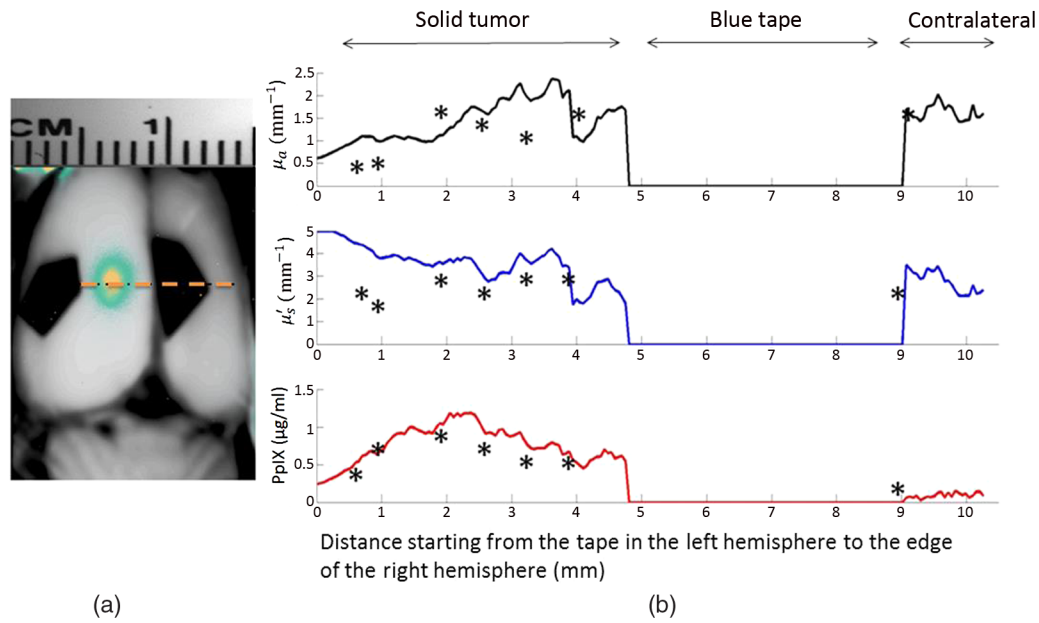 (a)
CM 1
Solid tumor
Blue tape
Contralateral
μa (mm⁻¹)
2.5
2
1.5
1
0.5
0
0 1 2 3 4 5 6 7 8 9 10
μ′s (mm⁻¹)
5
4
3
2
1
0
0 1 2 3 4 5 6 7 8 9 10
PpIX (μg/ml)
1.5
1
0.5
0
0 1 2 3 4 5 6 7 8 9 10
Distance starting from the tape in the left hemisphere to the edge
of the right hemisphere (mm)
(b)